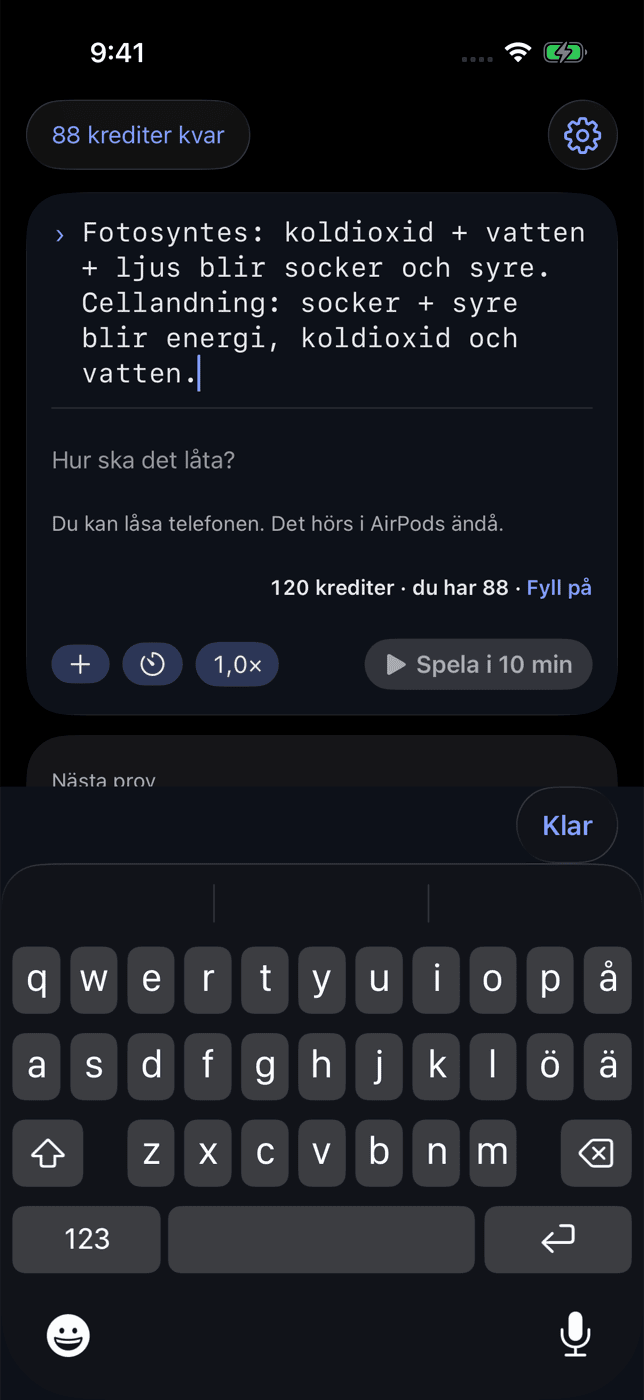 9:41
88 krediter kvar
› Fotosyntes: koldioxid + vatten
+ ljus blir socker och syre.
Cellandning: socker + syre
blir energi, koldioxid och
vatten.
Hur ska det låta?
Du kan låsa telefonen. Det hörs i AirPods ändå.
120 krediter · du har 88 · Fyll på
+ 1,0× Spela i 10 min
Nästa prov
Klar
q w e r t y u i o p å
a s d f g h j k l ö ä
z x c v b n m
123